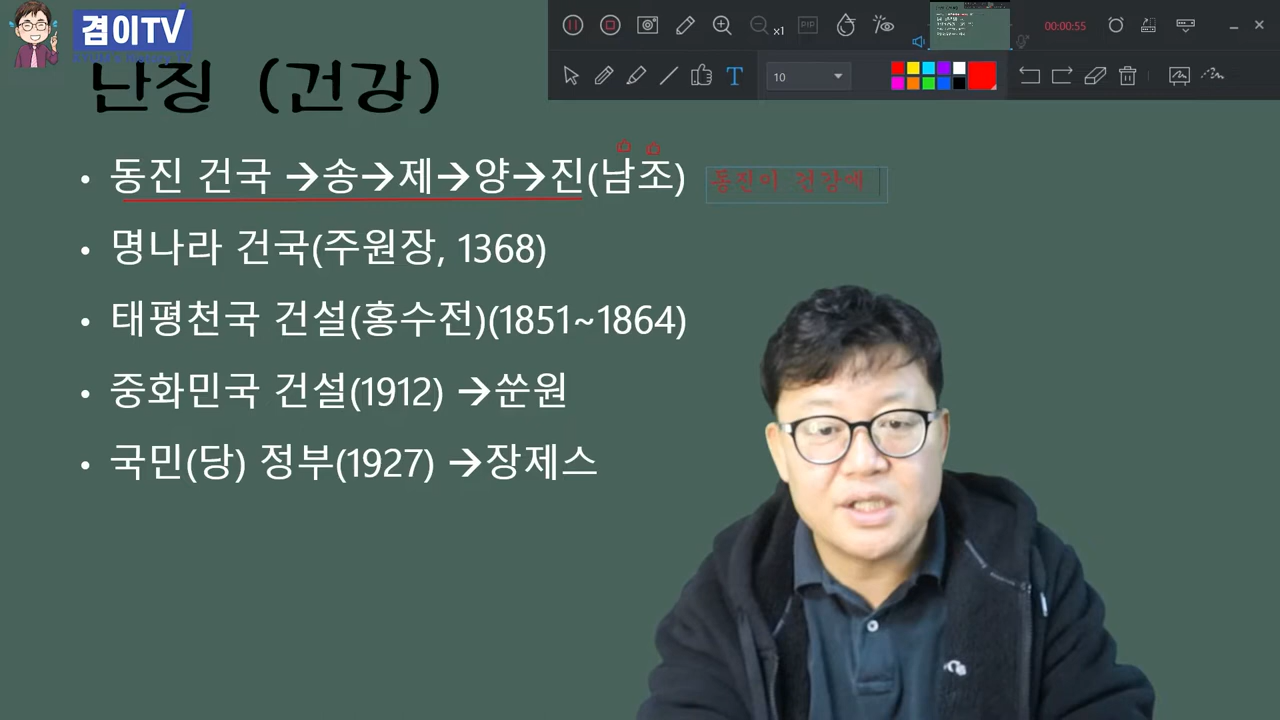 겸이TV
난징 (건강)
PIP
x1
00:00:55
T
10
• 동진 건국 →송→제→양→진(남조)
동진이 건강에
• 명나라 건국(주원장, 1368)
• 태평천국 건설(홍수전)(1851~1864)
• 중화민국 건설(1912) →쑨원
• 국민(당) 정부(1927) →장제스